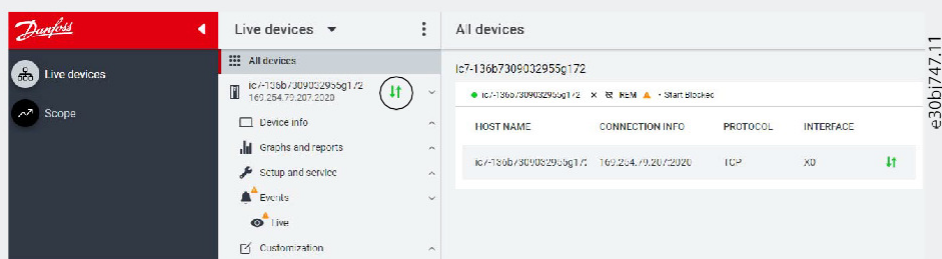 Danfoss
Live devices
Scope
Live devices
All devices
ic7-136b7309032955g172
169.254.79.207:2020
Device info
Graphs and reports
Setup and service
Events
Live
Customization
All devices
ic7-136b7309032955g172
ic7-136b7309032955g172 REM - Start Blocked
HOST NAME CONNECTION INFO PROTOCOL INTERFACE
ic7-136b7309032955g17: 169.254.79.207:2020 TCP X0
e30bi747.11